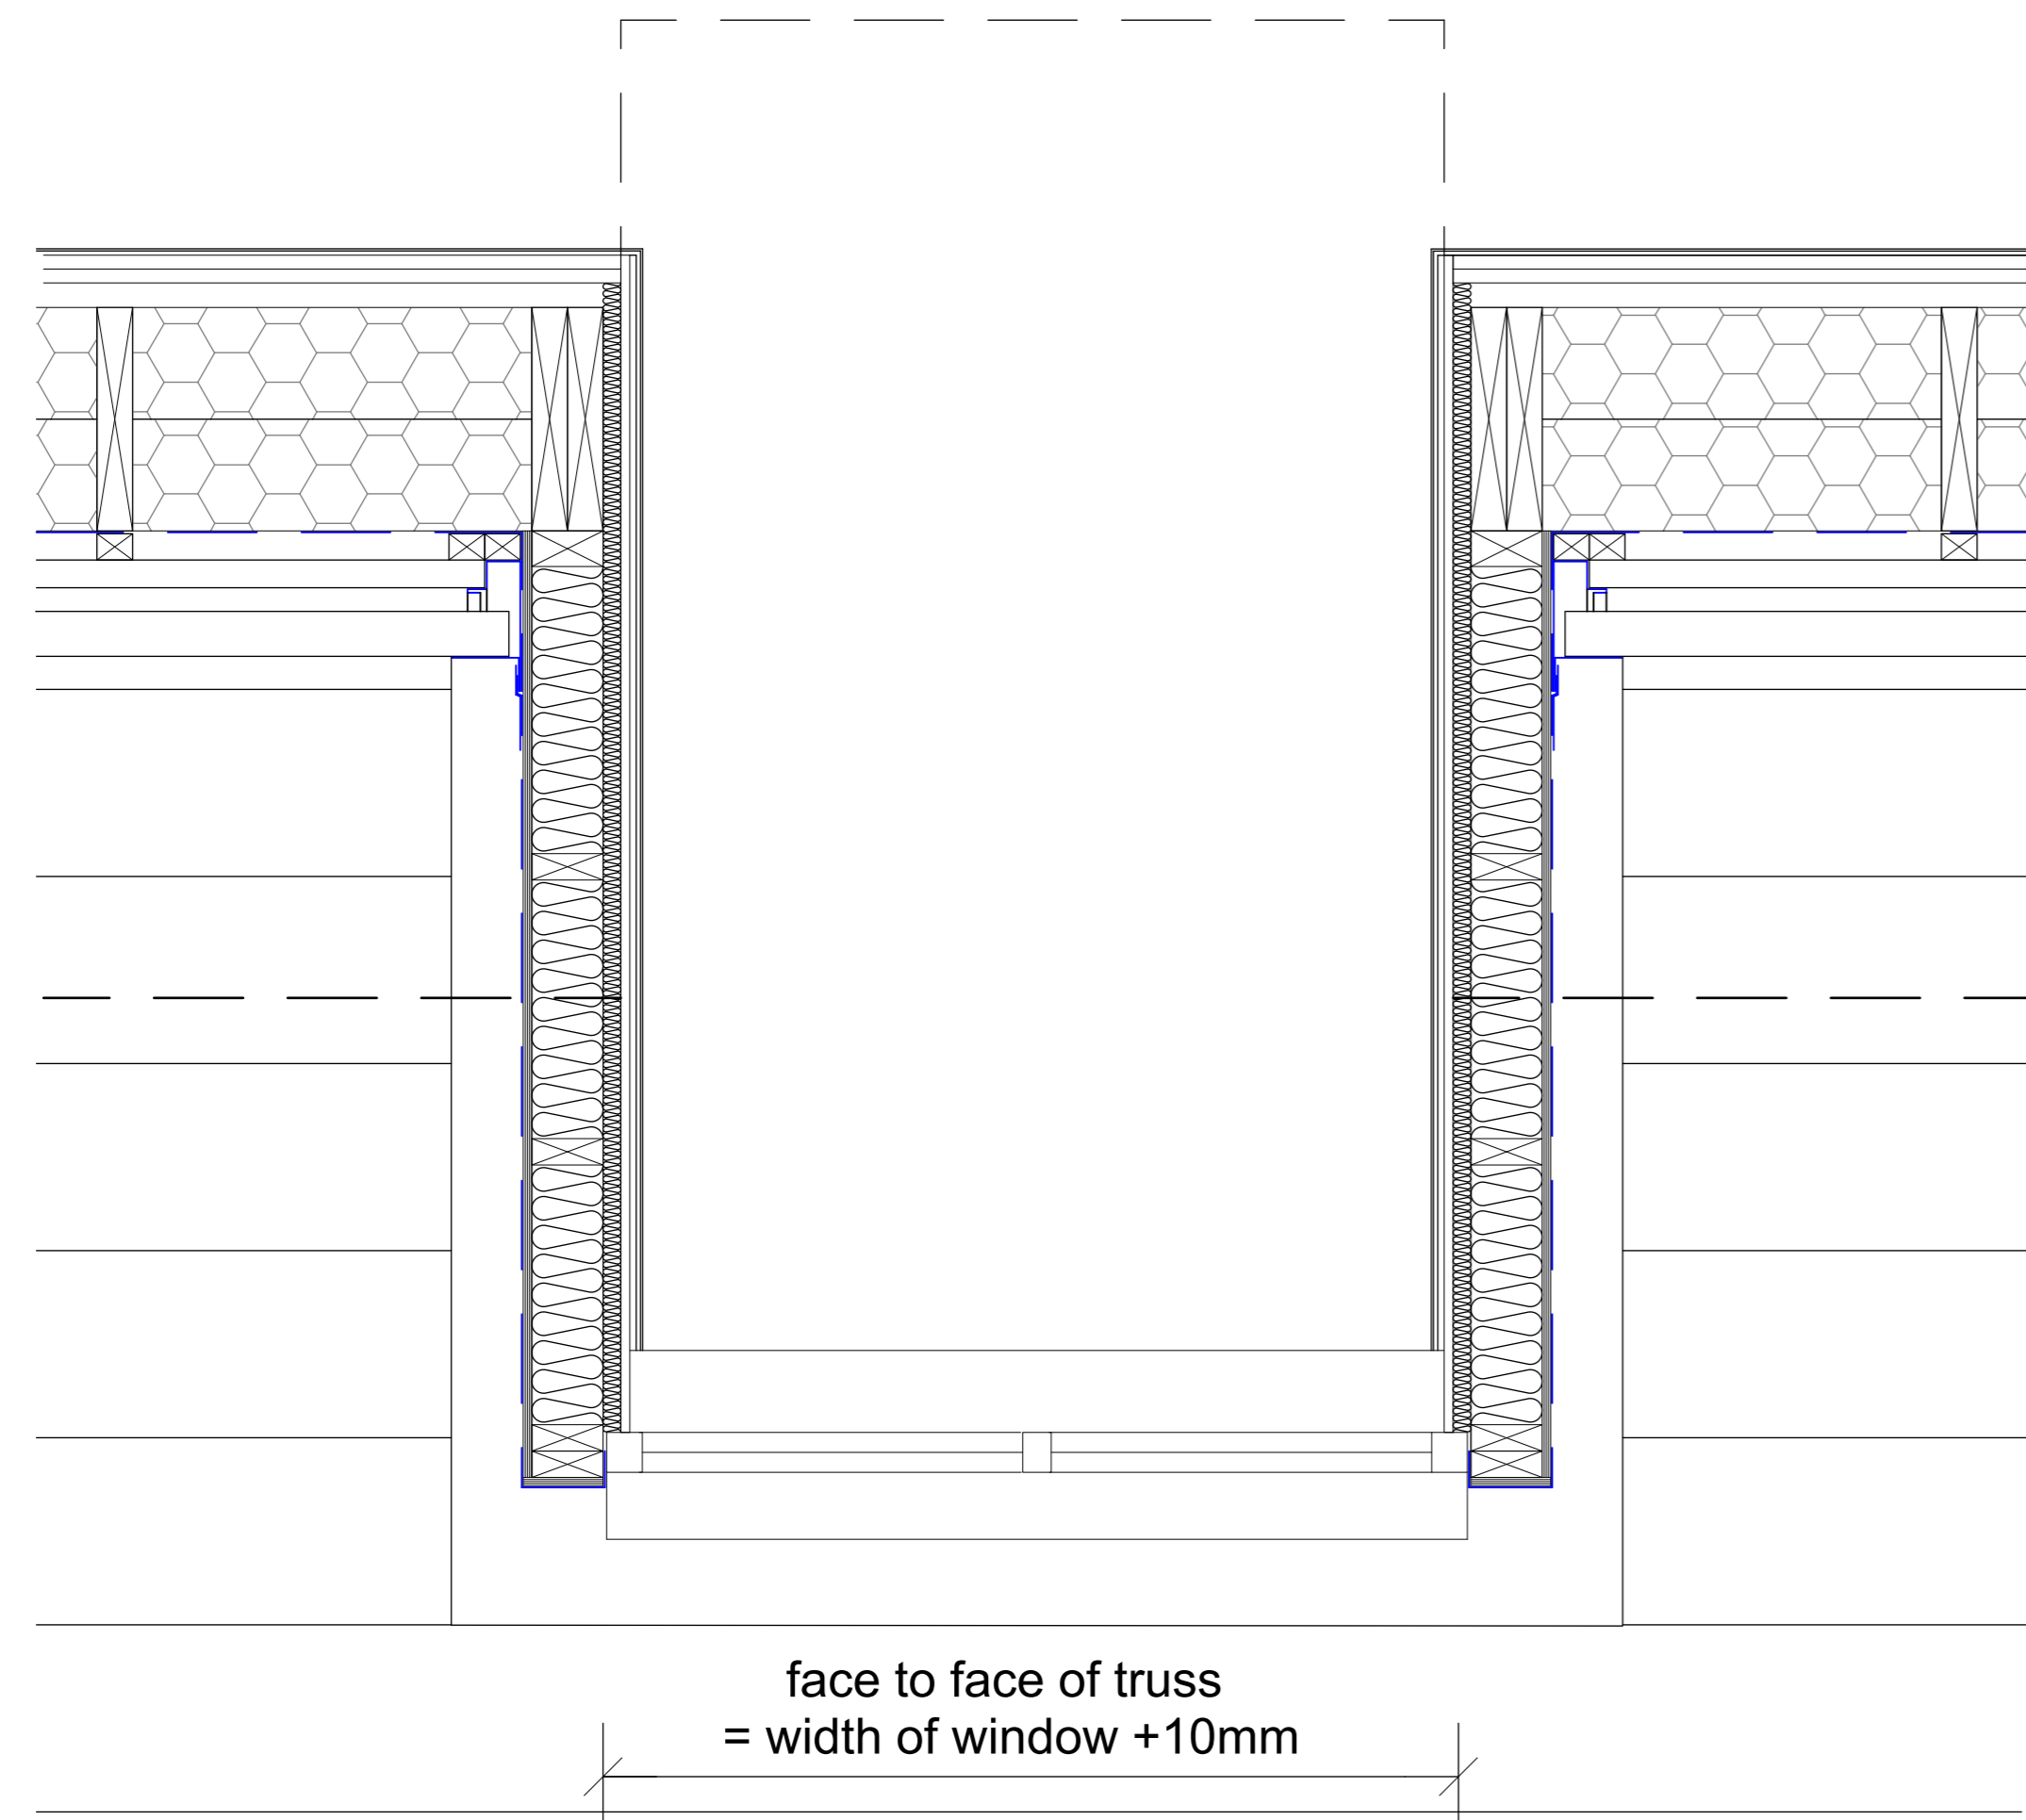 face to face of truss
= width of window +10mm